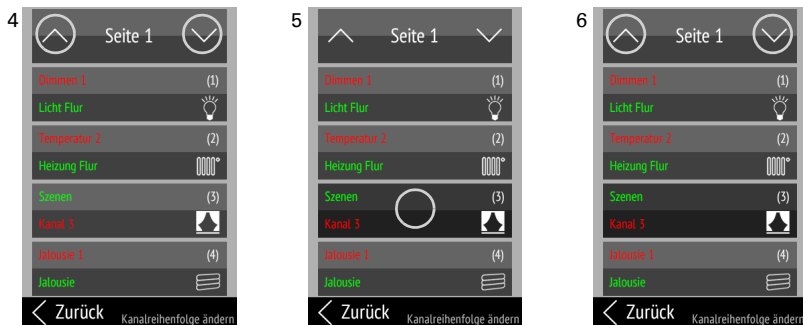 4
Seite 1
Dimmen 1 (1)
Licht Flur
Temperatur 2 (2)
Heizung Flur
Szenen (3)
Kanal 3
Jalousie 1 (4)
Jalousie
Zurück Kanalreihenfolge ändern
5
Seite 1
Dimmen 1 (1)
Licht Flur
Temperatur 2 (2)
Heizung Flur
Szenen (3)
Kanal 3
Jalousie 1 (4)
Jalousie
Zurück Kanalreihenfolge ändern
6
Seite 1
Dimmen 1 (1)
Licht Flur
Temperatur 2 (2)
Heizung Flur
Szenen (3)
Kanal 3
Jalousie 1 (4)
Jalousie
Zurück Kanalreihenfolge ändern